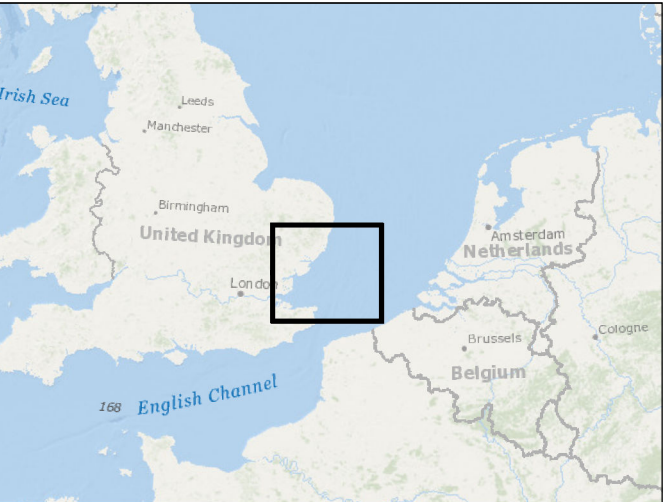 Irish Sea
Leeds
Manchester
Birmingham
United Kingdom
Amsterdam
Netherlands
London
Cologne
Brussels
Belgium
168
English Channel